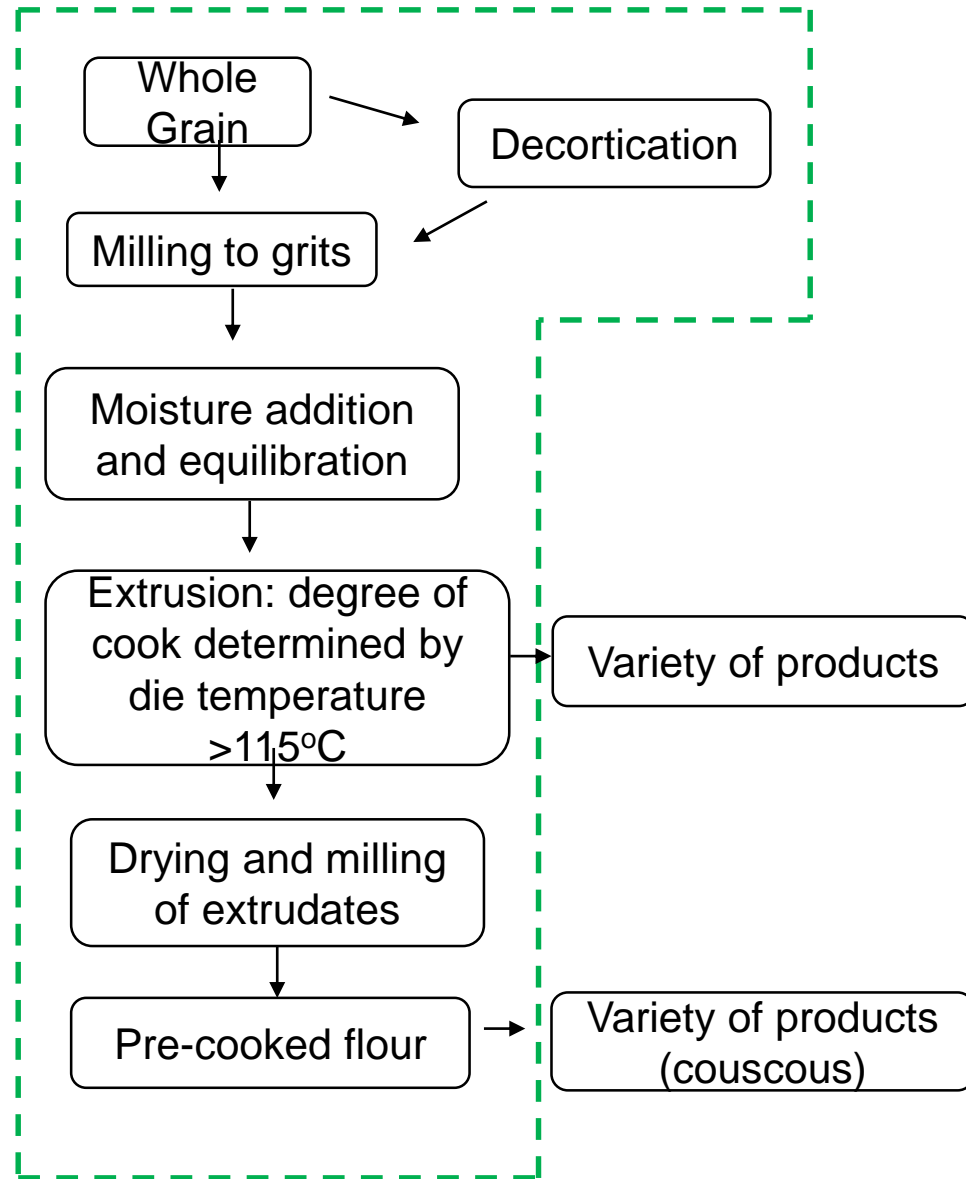 Whole
Grain
Decortication
Milling to grits
Moisture addition
and equilibration
Extrusion: degree of
cook determined by
die temperature
>115ºC
Variety of products
Drying and milling
of extrudates
Pre-cooked flour
Variety of products
(couscous)